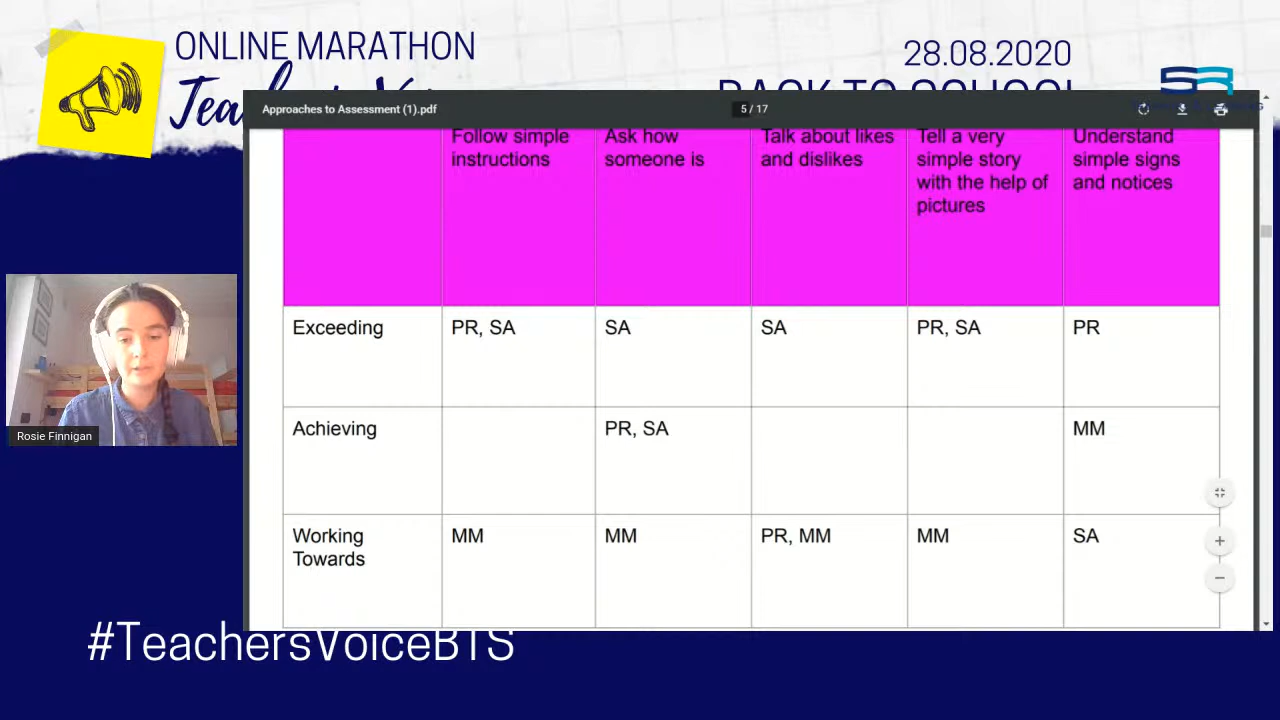 ONLINE MARATHON
28.08.2020
BACK TO SCHOOL
Approaches to Assessment (1).pdf
5 / 17
Follow simple
instructions
Ask how
someone is
Talk about likes
and dislikes
Tell a very
simple story
with the help of
pictures
Understand
simple signs
and notices
Exceeding
PR, SA
SA
SA
PR, SA
PR
Achieving
PR, SA
MM
Working
Towards
MM
MM
PR, MM
MM
SA
Rosie Finnigan
#TeachersVoiceBTS